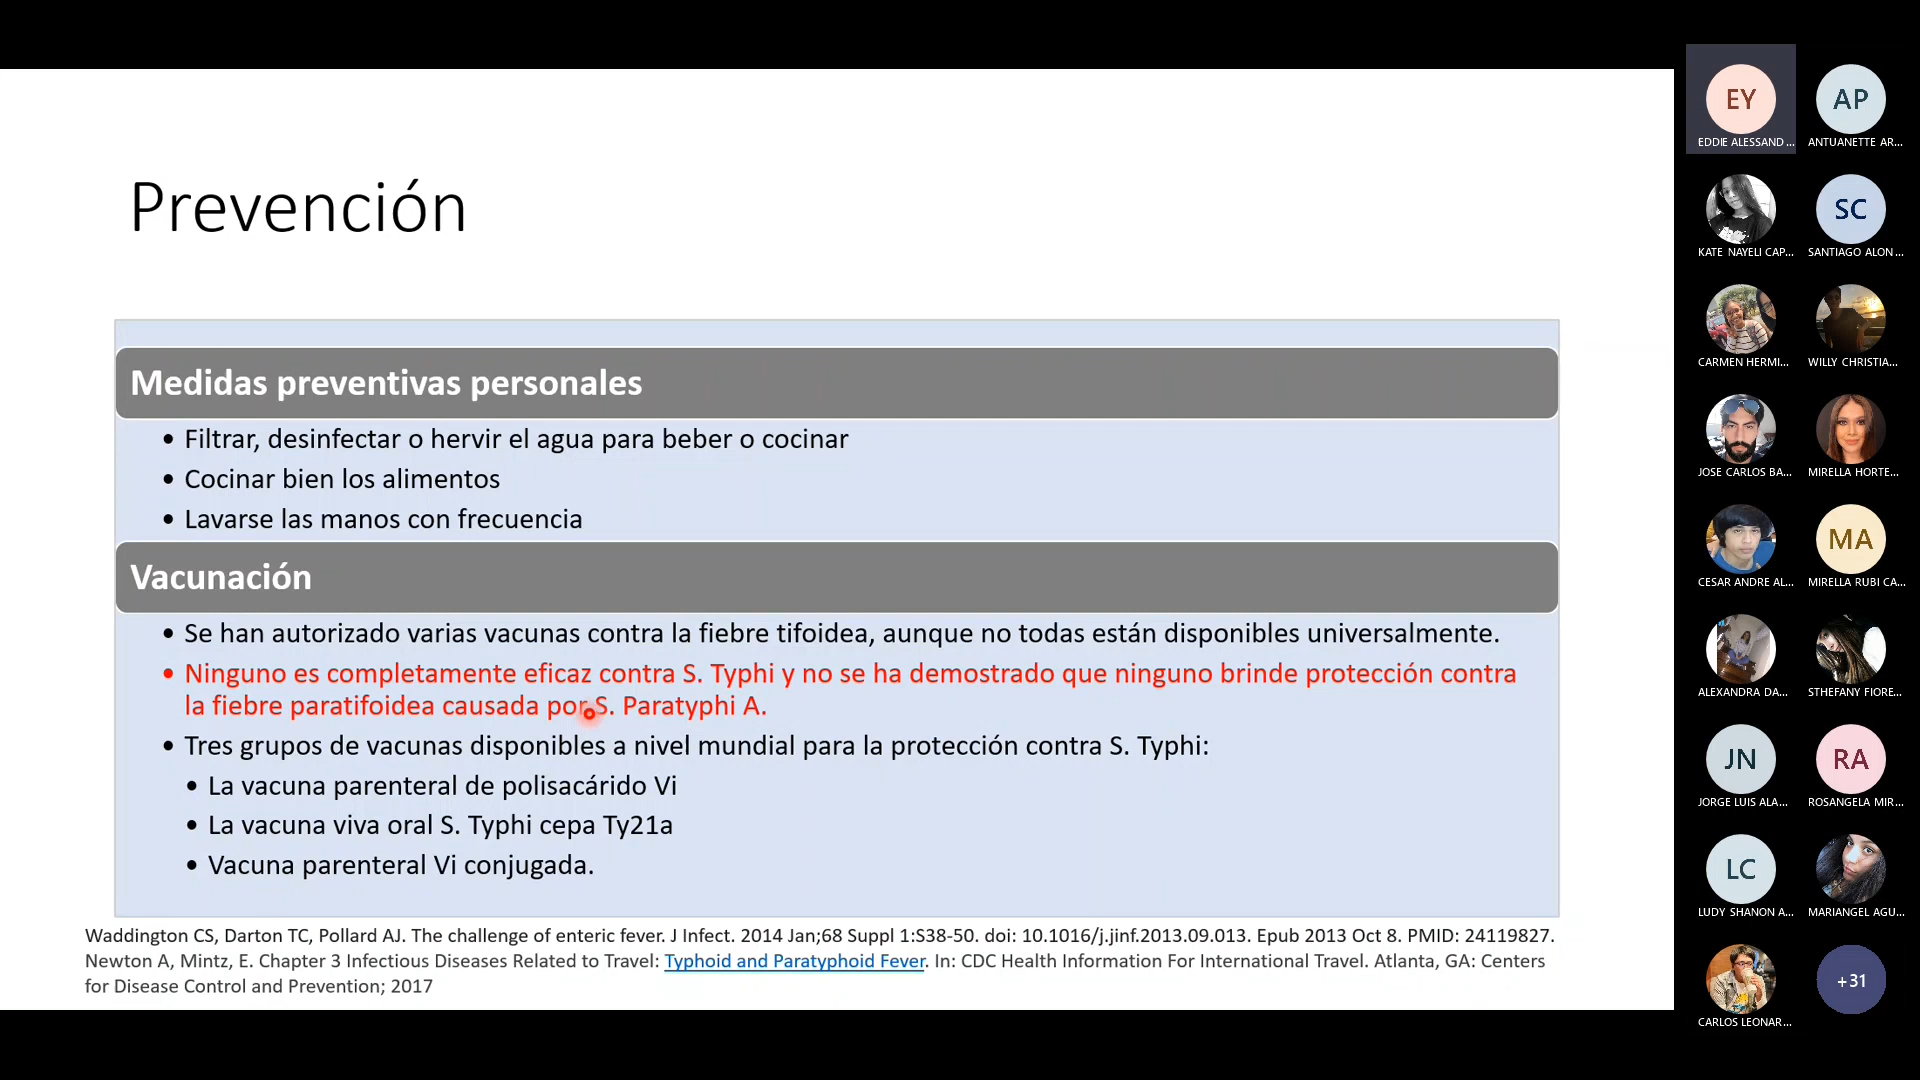 Prevención
Medidas preventivas personales
• Filtrar, desinfectar o hervir el agua para beber o cocinar
• Cocinar bien los alimentos
• Lavarse las manos con frecuencia
Vacunación
• Se han autorizado varias vacunas contra la fiebre tifoidea, aunque no todas están disponibles universalmente.
• Ninguno es completamente eficaz contra S. Typhi y no se ha demostrado que ninguno brinde protección contra
la fiebre paratifoidea causada por S. Paratyphi A.
• Tres grupos de vacunas disponibles a nivel mundial para la protección contra S. Typhi:
• La vacuna parenteral de polisacárido Vi
• La vacuna viva oral S. Typhi cepa Ty21a
• Vacuna parenteral Vi conjugada.
Waddington CS, Darton TC, Pollard AJ. The challenge of enteric fever. J Infect. 2014 Jan;68 Suppl 1:S38-50. doi: 10.1016/j.jinf.2013.09.013. Epub 2013 Oct 8. PMID: 24119827.
Newton A, Mintz, E. Chapter 3 Infectious Diseases Related to Travel: Typhoid and Paratyphoid Fever. In: CDC Health Information For International Travel. Atlanta, GA: Centers
for Disease Control and Prevention; 2017
EY
AP
EDDIE ALESSAND...
ANTUANETTE AR...
SC
KATE NAYELI CAP...
SANTIAGO ALON...
CARMEN HERMI...
WILLY CHRISTIA...
JOSE CARLOS BA...
MIRELLA HORTE...
MA
CESAR ANDRE AL...
MIRELLA RUBI CA...
ALEXANDRA DA...
STHEFANY FIORE...
JN
RA
JORGE LUIS ALA...
ROSANGELA MIR...
LC
LUDY SHANON A...
MARIANGEL AGU...
+31
CARLOS LEONAR...